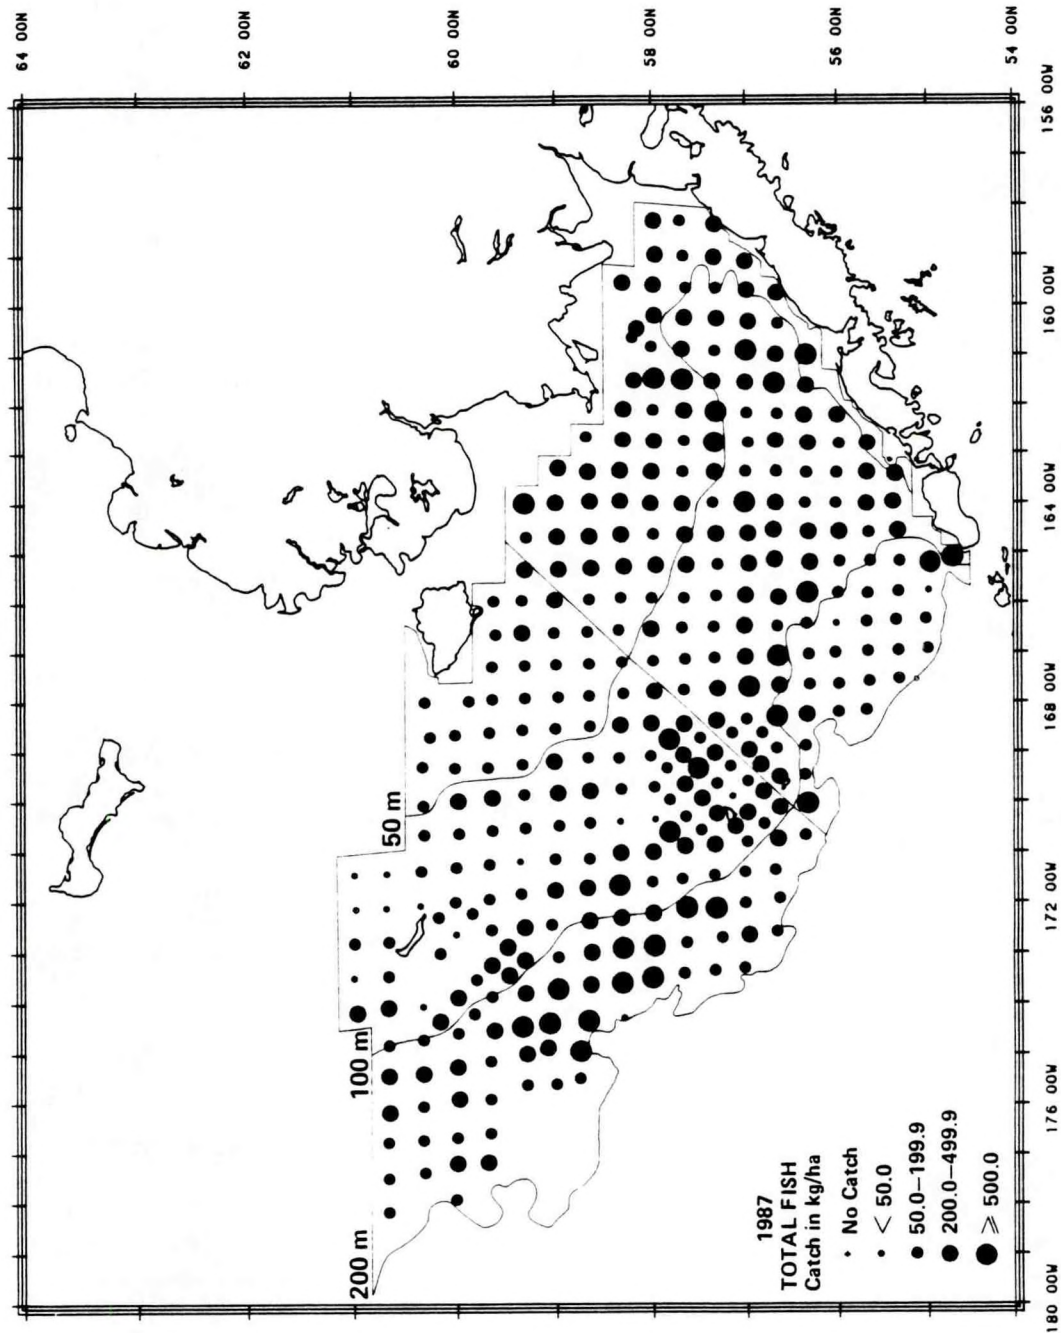 64 00N
62 00N
60 00N
58 00N
56 00N
54 00N
156 00W
160 00W
164 00W
168 00W
172 00W
176 00W
180 00W
50 m
100 m
200 m
1987
TOTAL FISH
Catch in kg/ha
No Catch
< 50.0
50.0–199.9
200.0–499.9
⩾ 500.0